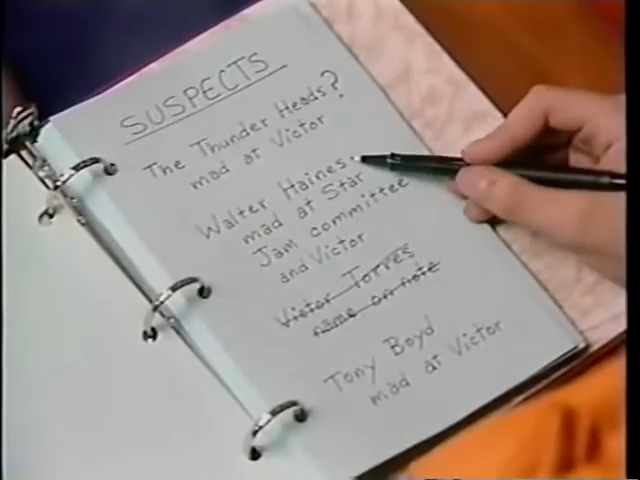 SUSPECTS
The Thunder Heads?
mad at Victor
Walter Haines
mad at Star
Jam committee
and Victor
Victor Torres
name on note
Tony Boyd
mad at Victor